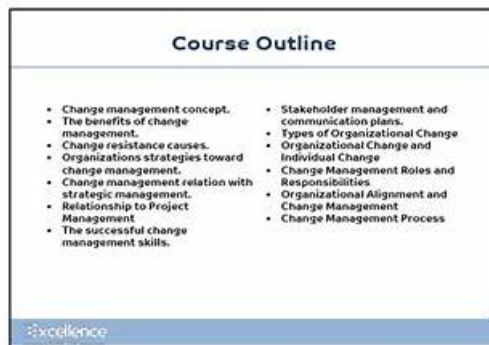 Course Outline
• Change management concept.
• The benefits of change
management.
• Change resistance causes.
• Organizations strategies toward
change management.
• Change management relation with
strategic management.
• Relationship to Project
Management
• The successful change
management skills.
• Stakeholder management and
communication plans.
• Types of Organizational Change
• Organizational Change and
Individual Change
• Change Management Roles and
Responsibilities
• Organizational Alignment and
Change Management
• Change Management Process
Excellence